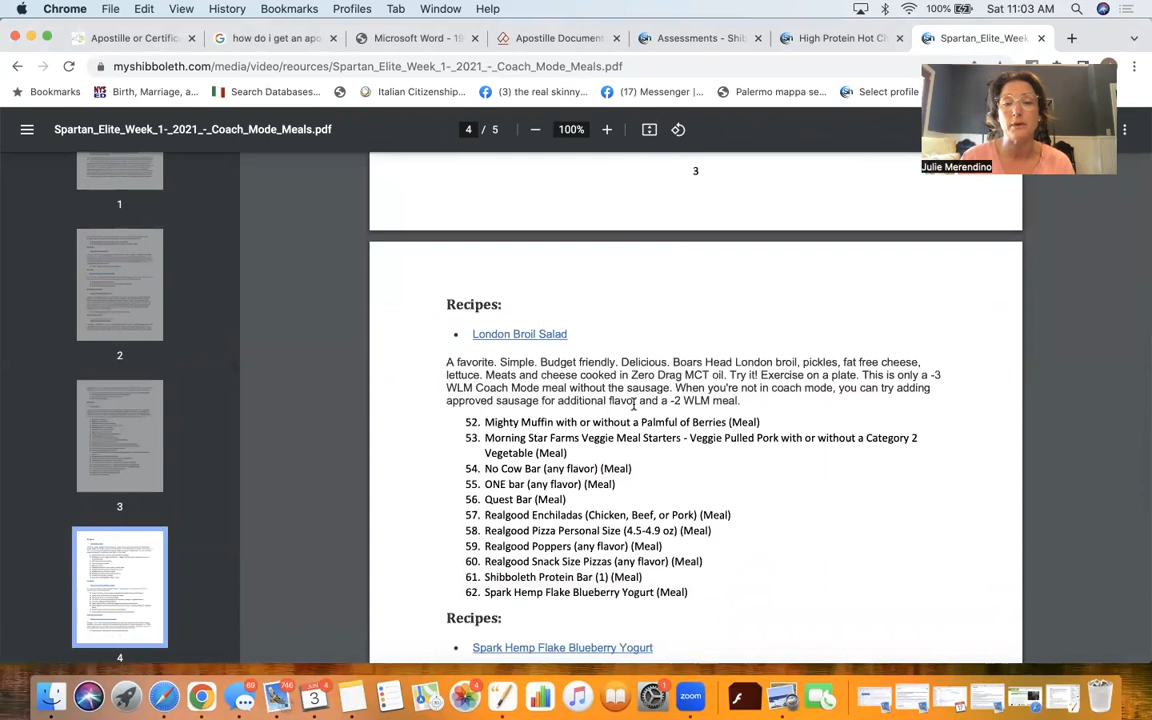 Chrome File Edit View History Bookmarks Profiles Tab Window Help 100% Sat 11:03 AM
Apostille or Certific
how do i get an apo
Microsoft Word - 19
Apostille Document
Assessments - Shib
High Protein Hot Ch
Spartan_Elite_Week
myshibboleth.com/media/video/reources/Spartan_Elite_Week_1-_2021_-_Coach_Mode_Meals.pdf
Bookmarks
Birth, Marriage, a...
Search Databases...
Italian Citizenship...
(3) the real skinny...
(17) Messenger |...
Palermo mappa se...
Select profile
Spartan_Elite_Week_1-_2021_-_Coach_Mode_Meals.pdf
4 / 5
100%
Julie Merendino
1
2
3
4
3
Recipes:
• London Broil Salad
A favorite. Simple. Budget friendly. Delicious. Boars Head London broil, pickles, fat free cheese,
lettuce. Meats and cheese cooked in Zero Drag MCT oil. Try it! Exercise on a plate. This is only a -3
WLM Coach Mode meal without the sausage. When you're not in coach mode, you can try adding
approved sausage for additional flavor and a -2 WLM meal.
52. Mighty Muffin with or without a Palmful of Berries (Meal)
53. Morning Star Farms Veggie Meal Starters - Veggie Pulled Pork with or without a Category 2
Vegetable (Meal)
54. No Cow Bar (any flavor) (Meal)
55. ONE bar (any flavor) (Meal)
56. Quest Bar (Meal)
57. Realgood Enchiladas (Chicken, Beef, or Pork) (Meal)
58. Realgood Pizza Personal Size (4.5-4.9 oz) (Meal)
59. Realgood Poppers (any flavor) (Meal)
60. Realgood Snack Size Pizzas (any flavor) (Meal)
61. Shibboleth Protein Bar (1) (Meal)
62. Spark Hemp Flake Blueberry Yogurt (Meal)
Recipes:
• Spark Hemp Flake Blueberry Yogurt
69
746
JUN
3
4
4
1
zoom